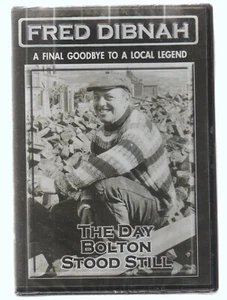 FRED DIBNAH
A FINAL GOODBYE TO A LOCAL LEGEND
THE DAY
BOLTON
STOOD STILL